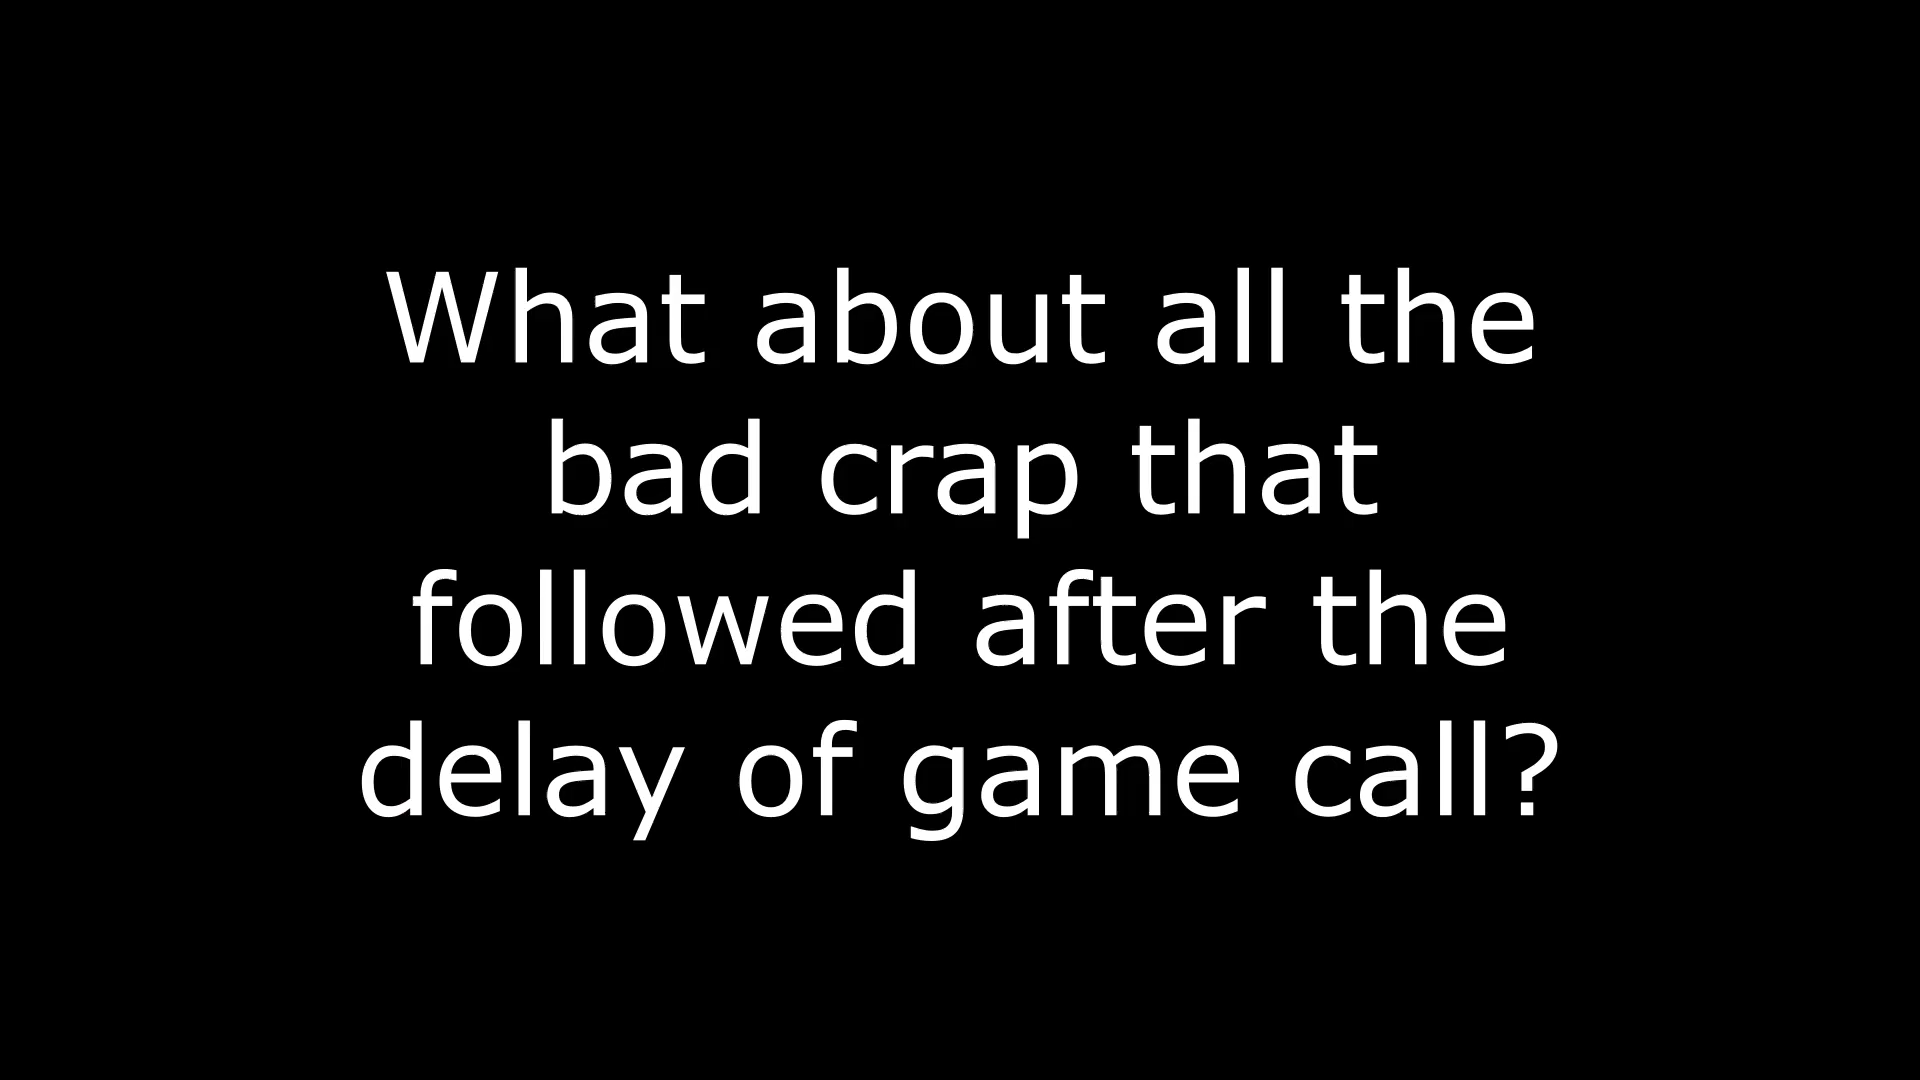 What about all the
bad crap that
followed after the
delay of game call?